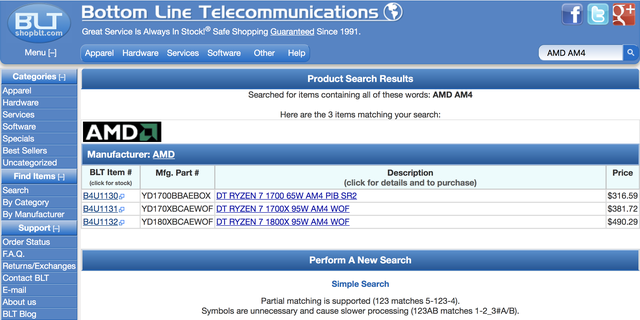 BLT
shopblt.com
Bottom Line Telecommunications
Great Service Is Always In Stock!® Safe Shopping Guaranteed Since 1991.
Menu [–]
Apparel Hardware Services Software Other Help
AMD AM4
Categories [–]
Apparel
Hardware
Services
Software
Specials
Best Sellers
Uncategorized
Find Items [–]
Search
By Category
By Manufacturer
Support [–]
Order Status
F.A.Q.
Returns/Exchanges
Contact BLT
E-mail
About us
BLT Blog
Product Search Results
Searched for items containing all of these words: AMD AM4
Here are the 3 items matching your search:
AMD
Manufacturer: AMD
BLT Item # Mfg. Part # Description Price
(click for stock) (click for details and to purchase)
B4U1130 YD1700BBAEBOX DT RYZEN 7 1700 65W AM4 PIB SR2 $316.59
B4U1131 YD170XBCAEWOF DT RYZEN 7 1700X 95W AM4 WOF $381.72
B4U1132 YD180XBCAEWOF DT RYZEN 7 1800X 95W AM4 WOF $490.29
Perform A New Search
Simple Search
Partial matching is supported (123 matches 5-123-4).
Symbols are unnecessary and cause slower processing (123AB matches 1-2_3#A/B).